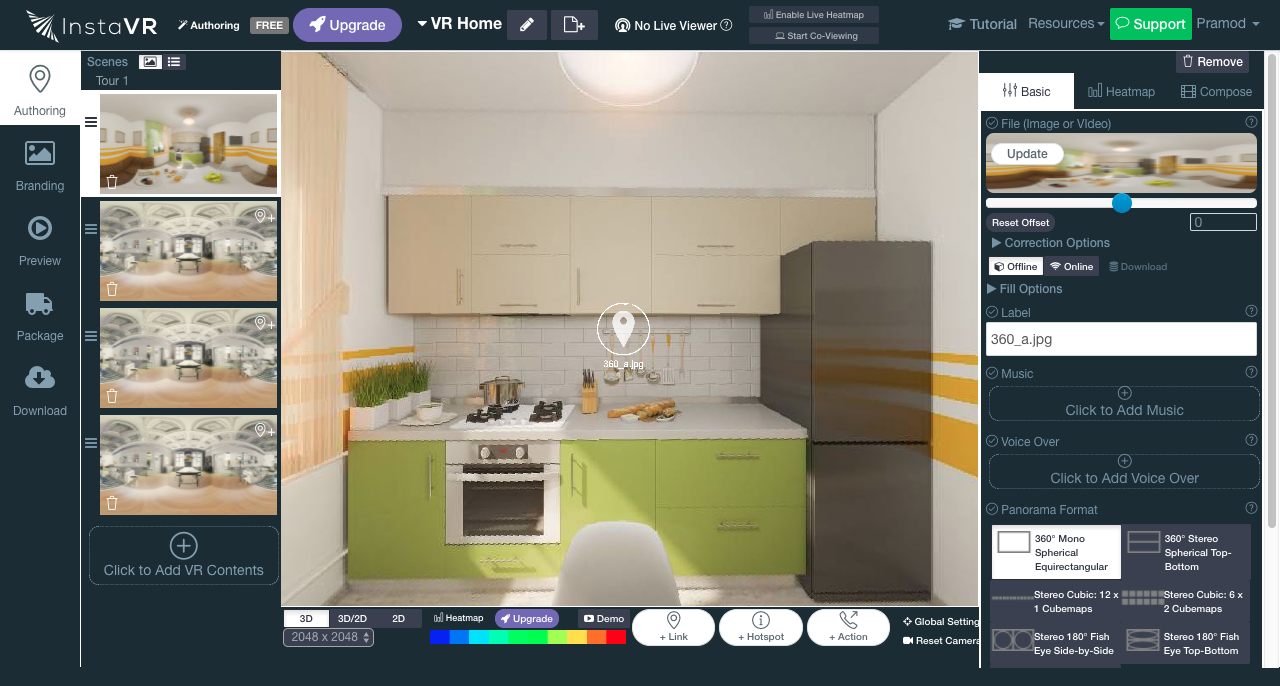 InstaVR
Authoring
FREE
Upgrade
VR Home
No Live Viewer
Enable Live Heatmap
Start Co-Viewing
Tutorial
Resources
Support
Pramod
Authoring
Branding
Preview
Package
Download
Scenes
Tour 1
Click to Add VR Contents
360_a.jpg
3D
3D/2D
2D
Heatmap
Upgrade
Demo
2048 x 2048
+ Link
+ Hotspot
+ Action
Global Setting
Reset Camera
Remove
Basic
Heatmap
Compose
File (Image or VIdeo)
Update
Reset Offset
0
Correction Options
Offline
Online
Download
Fill Options
Label
360_a.jpg
Music
Click to Add Music
Voice Over
Click to Add Voice Over
Panorama Format
360° Mono
Spherical
Equirectangular
360° Stereo
Spherical Top-
Bottom
Stereo Cubic: 12 x
1 Cubemaps
Stereo Cubic: 6 x
2 Cubemaps
Stereo 180° Fish
Eye Side-by-Side
Stereo 180° Fish
Eye Top-Bottom